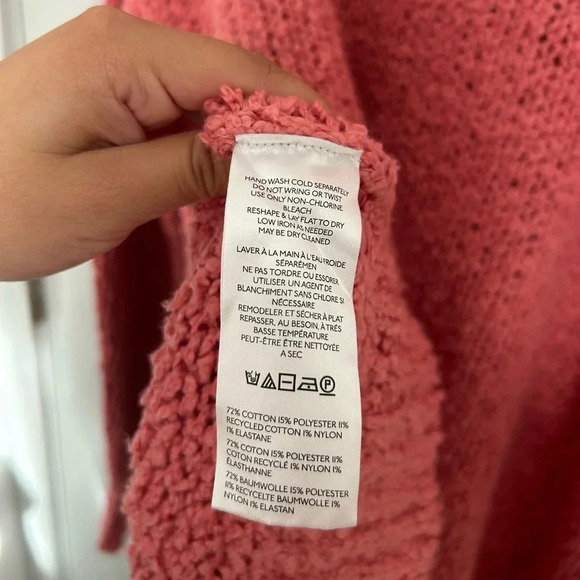 HAND WASH COLD SEPARATELY
DO NOT WRING OR TWIST
USE ONLY NON-CHLORINE
BLEACH
RESHAPE & LAY FLAT TO DRY
LOW IRON AS NEEDED
MAY BE DRY CLEANED
LAVER À LA MAIN À L'EAU FROIDE
SÉPARÉMEN
NE PAS TORDRE OU ESSORER
UTILISER UN AGENT DE
BLANCHIMENT SANS CHLORE SI
NÉCESSAIRE
REMODELER ET SÉCHER À PLAT
REPASSER, AU BESOIN, À TRÉS
BASSE TEMPÉRATURE
PEUT-ÊTRE ÊTRE NETTOYÉE
A SEC
P
72% COTTON 15% POLYESTER 11%
RECYCLED COTTON 1% NYLON
1% ELASTANE
72% COTON 15% POLYESTER 11%
COTON RECYCLÉ 1% NYLON 1%
ÉLASTHANNE
72% BAUMWOLLE 15% POLYESTER
11% RECYCELTE BAUMWOLLE 1%
NYLON 1% ELASTAN